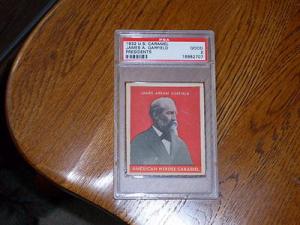 PSA
1932 U.S. CARAMEL
JAMES A. GARFIELD GOOD
PRESIDENTS 2
JAMES ABRAM GARFIELD
AMERICAN HEROES CARAMEL